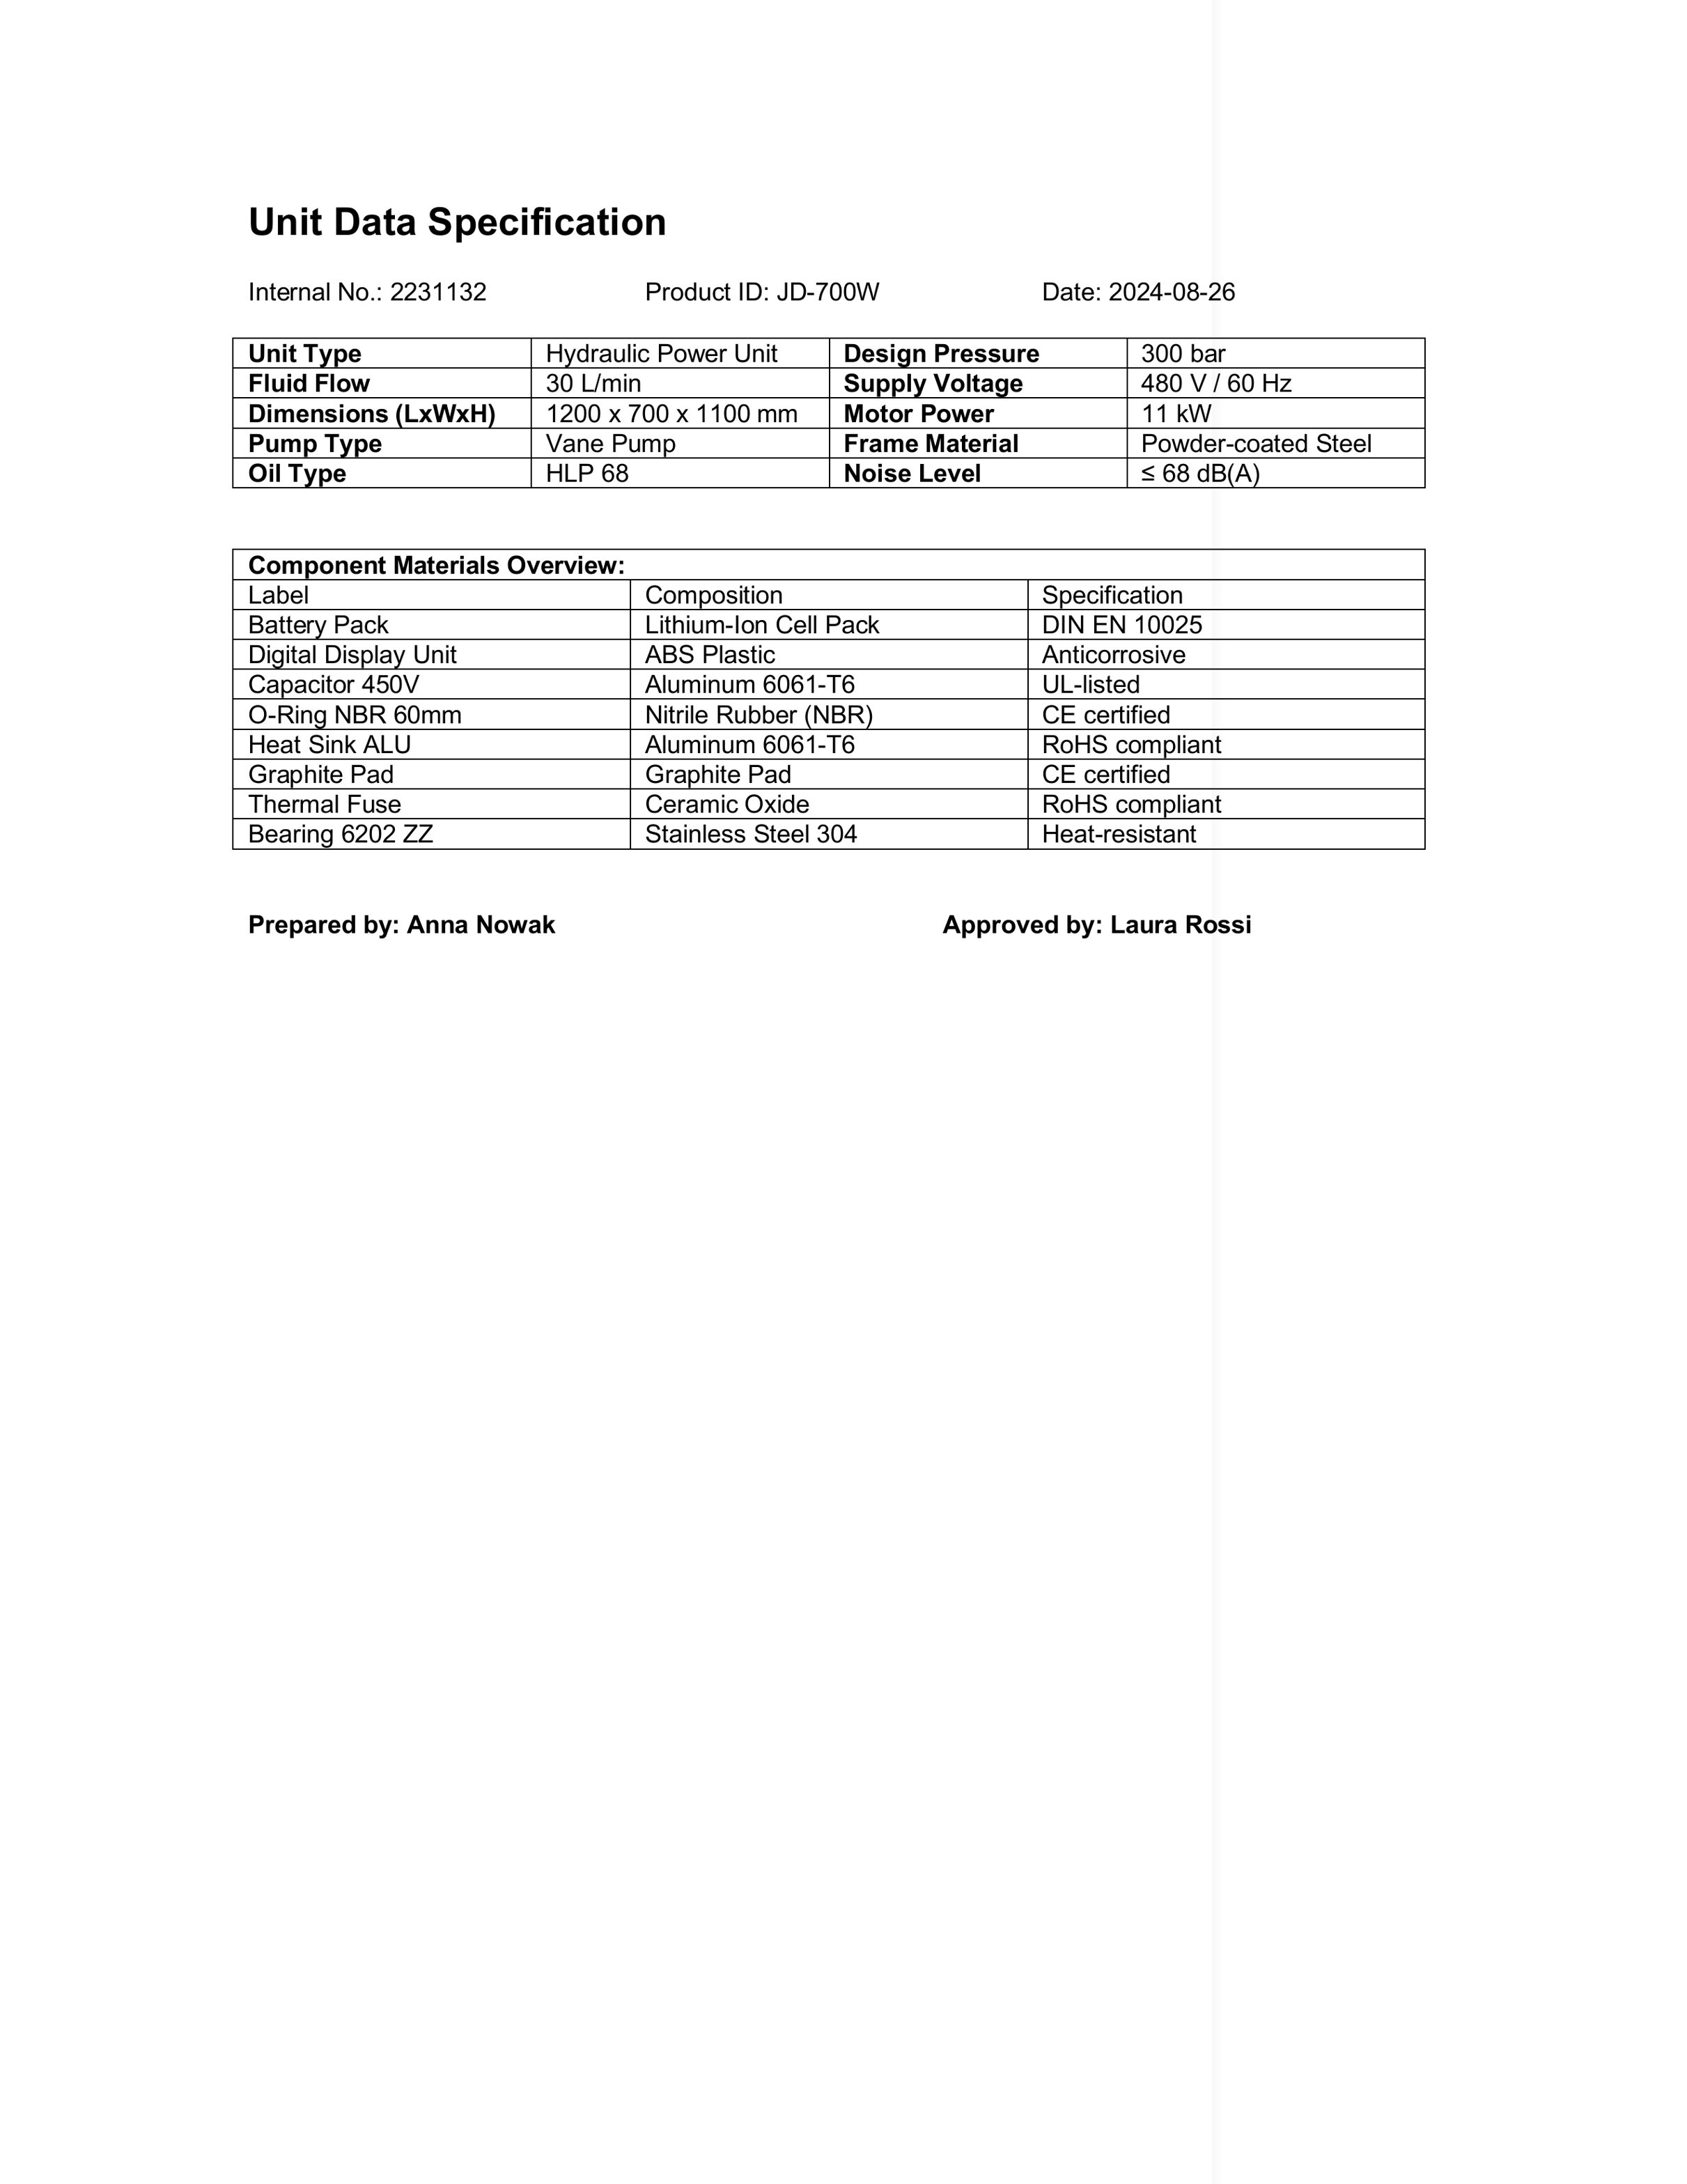 Unit Data Specification
Internal No.: 2231132 Product ID: JD-700W Date: 2024-08-26
Unit Type Hydraulic Power Unit Design Pressure 300 bar
Fluid Flow 30 L/min Supply Voltage 480 V / 60 Hz
Dimensions (LxWxH) 1200 x 700 x 1100 mm Motor Power 11 kW
Pump Type Vane Pump Frame Material Powder-coated Steel
Oil Type HLP 68 Noise Level ≤ 68 dB(A)
Component Materials Overview:
Label Composition Specification
Battery Pack Lithium-Ion Cell Pack DIN EN 10025
Digital Display Unit ABS Plastic Anticorrosive
Capacitor 450V Aluminum 6061-T6 UL-listed
O-Ring NBR 60mm Nitrile Rubber (NBR) CE certified
Heat Sink ALU Aluminum 6061-T6 RoHS compliant
Graphite Pad Graphite Pad CE certified
Thermal Fuse Ceramic Oxide RoHS compliant
Bearing 6202 ZZ Stainless Steel 304 Heat-resistant
Prepared by: Anna Nowak Approved by: Laura Rossi